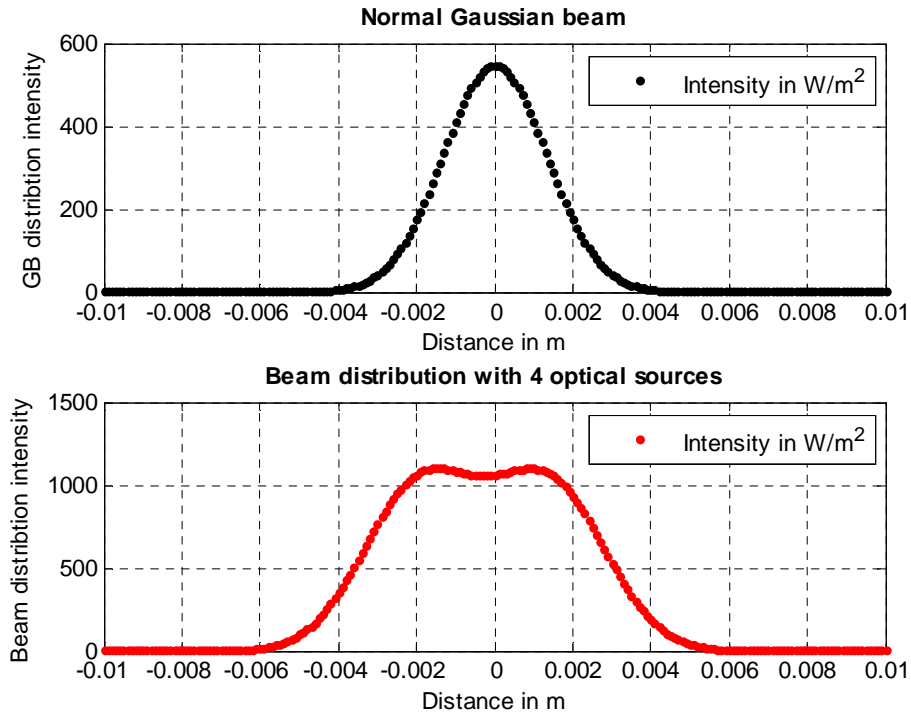 Normal Gaussian beam
600
400
200
0
GB distribtion intensity
Intensity in W/m²
-0.01 -0.008 -0.006 -0.004 -0.002 0 0.002 0.004 0.006 0.008 0.01
Distance in m
Beam distribution with 4 optical sources
1500
1000
500
0
Beam distribtion intensity
Intensity in W/m²
-0.01 -0.008 -0.006 -0.004 -0.002 0 0.002 0.004 0.006 0.008 0.01
Distance in m